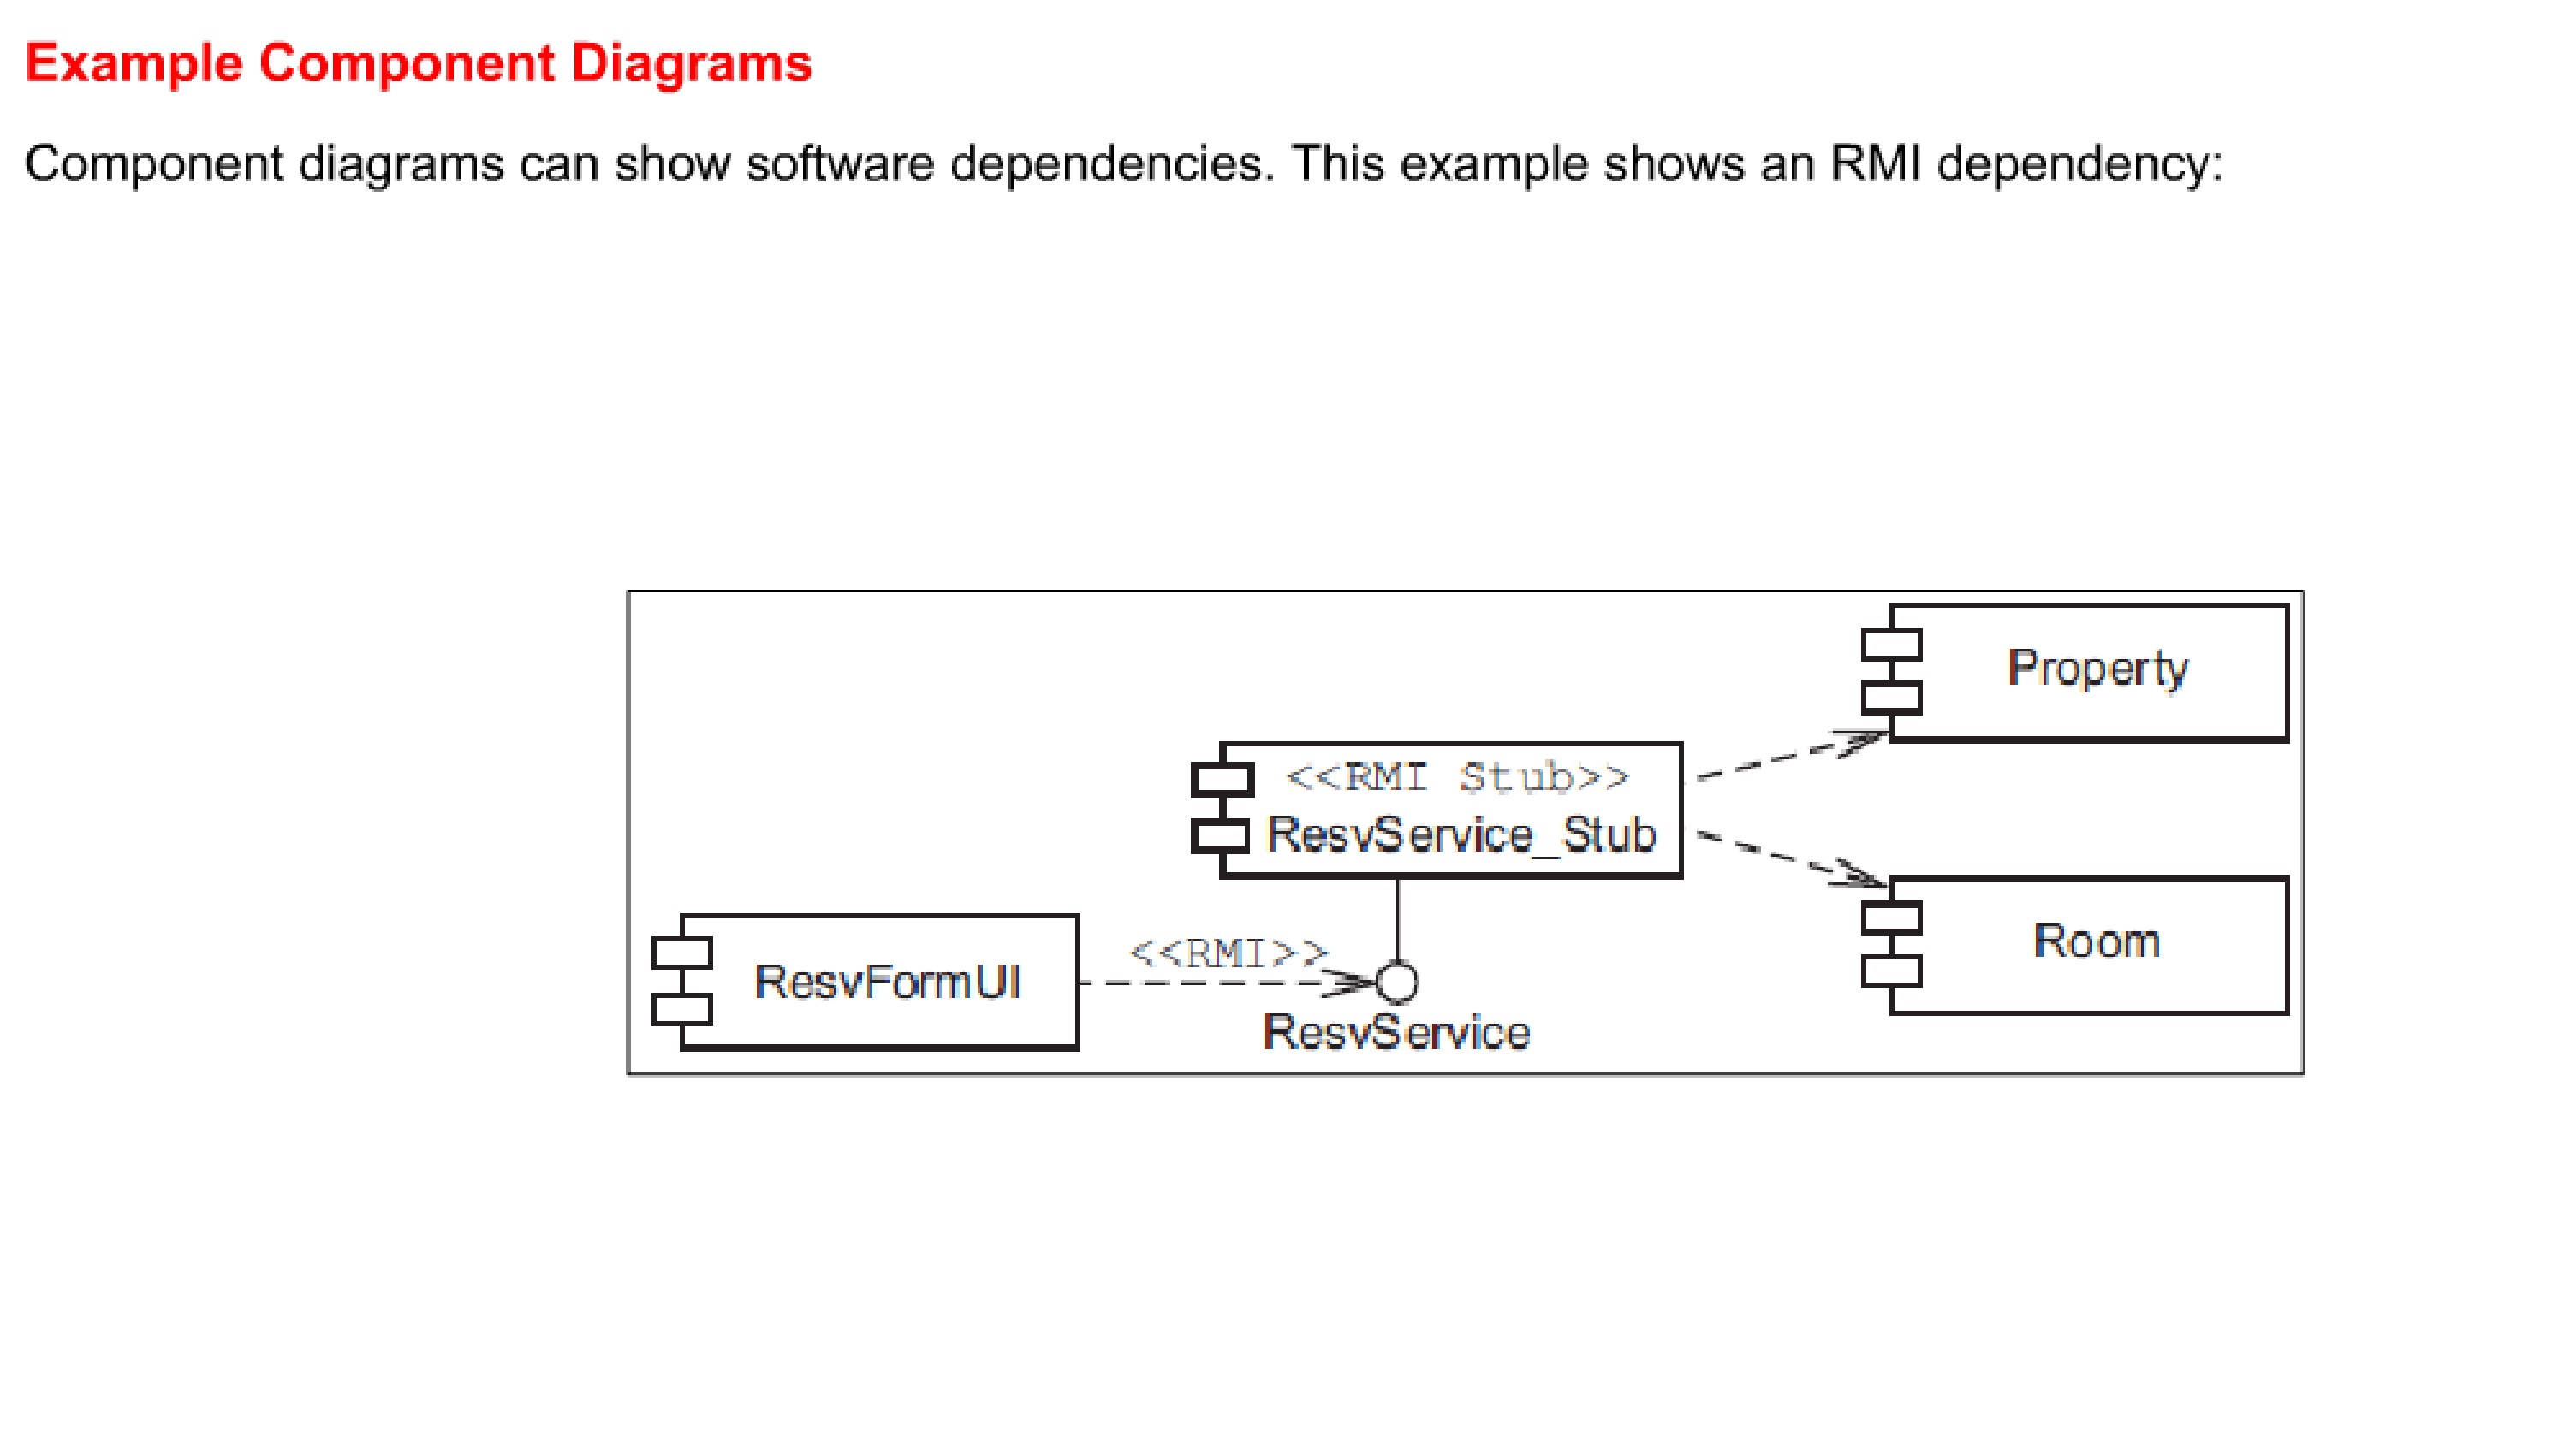 Example Component Diagrams
Component diagrams can show software dependencies. This example shows an RMI dependency:
Property
<<RMI Stub>>
ResvService_Stub
Room
<<RMI>>
ResvFormUI
ResvService